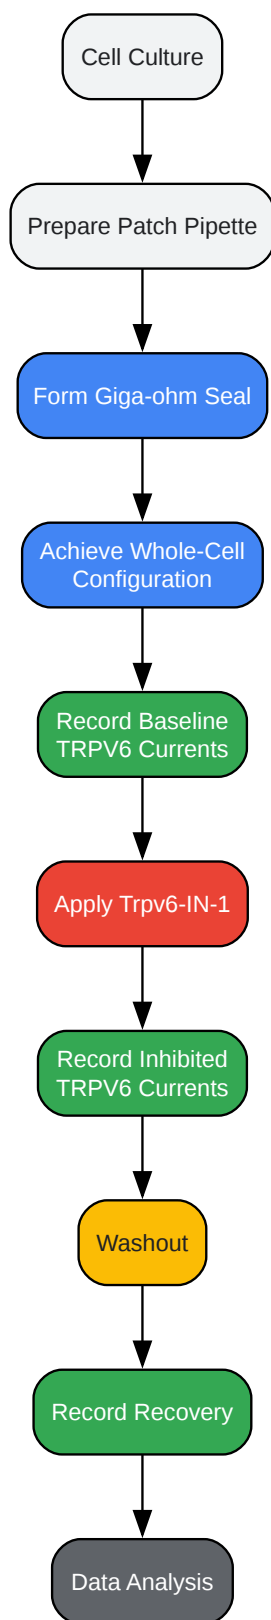 Cell Culture
Prepare Patch Pipette
Form Giga-ohm Seal
Achieve Whole-Cell
Configuration
Record Baseline
TRPV6 Currents
Apply Trpv6-IN-1
Record Inhibited
TRPV6 Currents
Washout
Record Recovery
Data Analysis